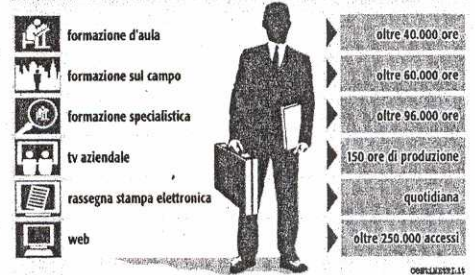 formazione d'aula oltre 40.000 ore
formazione sul campo oltre 60.000 ore
formazione specialistica oltre 96.000 ore
tv aziendale 150 ore di produzione
rassegna stampa elettronica quotidiana
web oltre 250.000 accessi